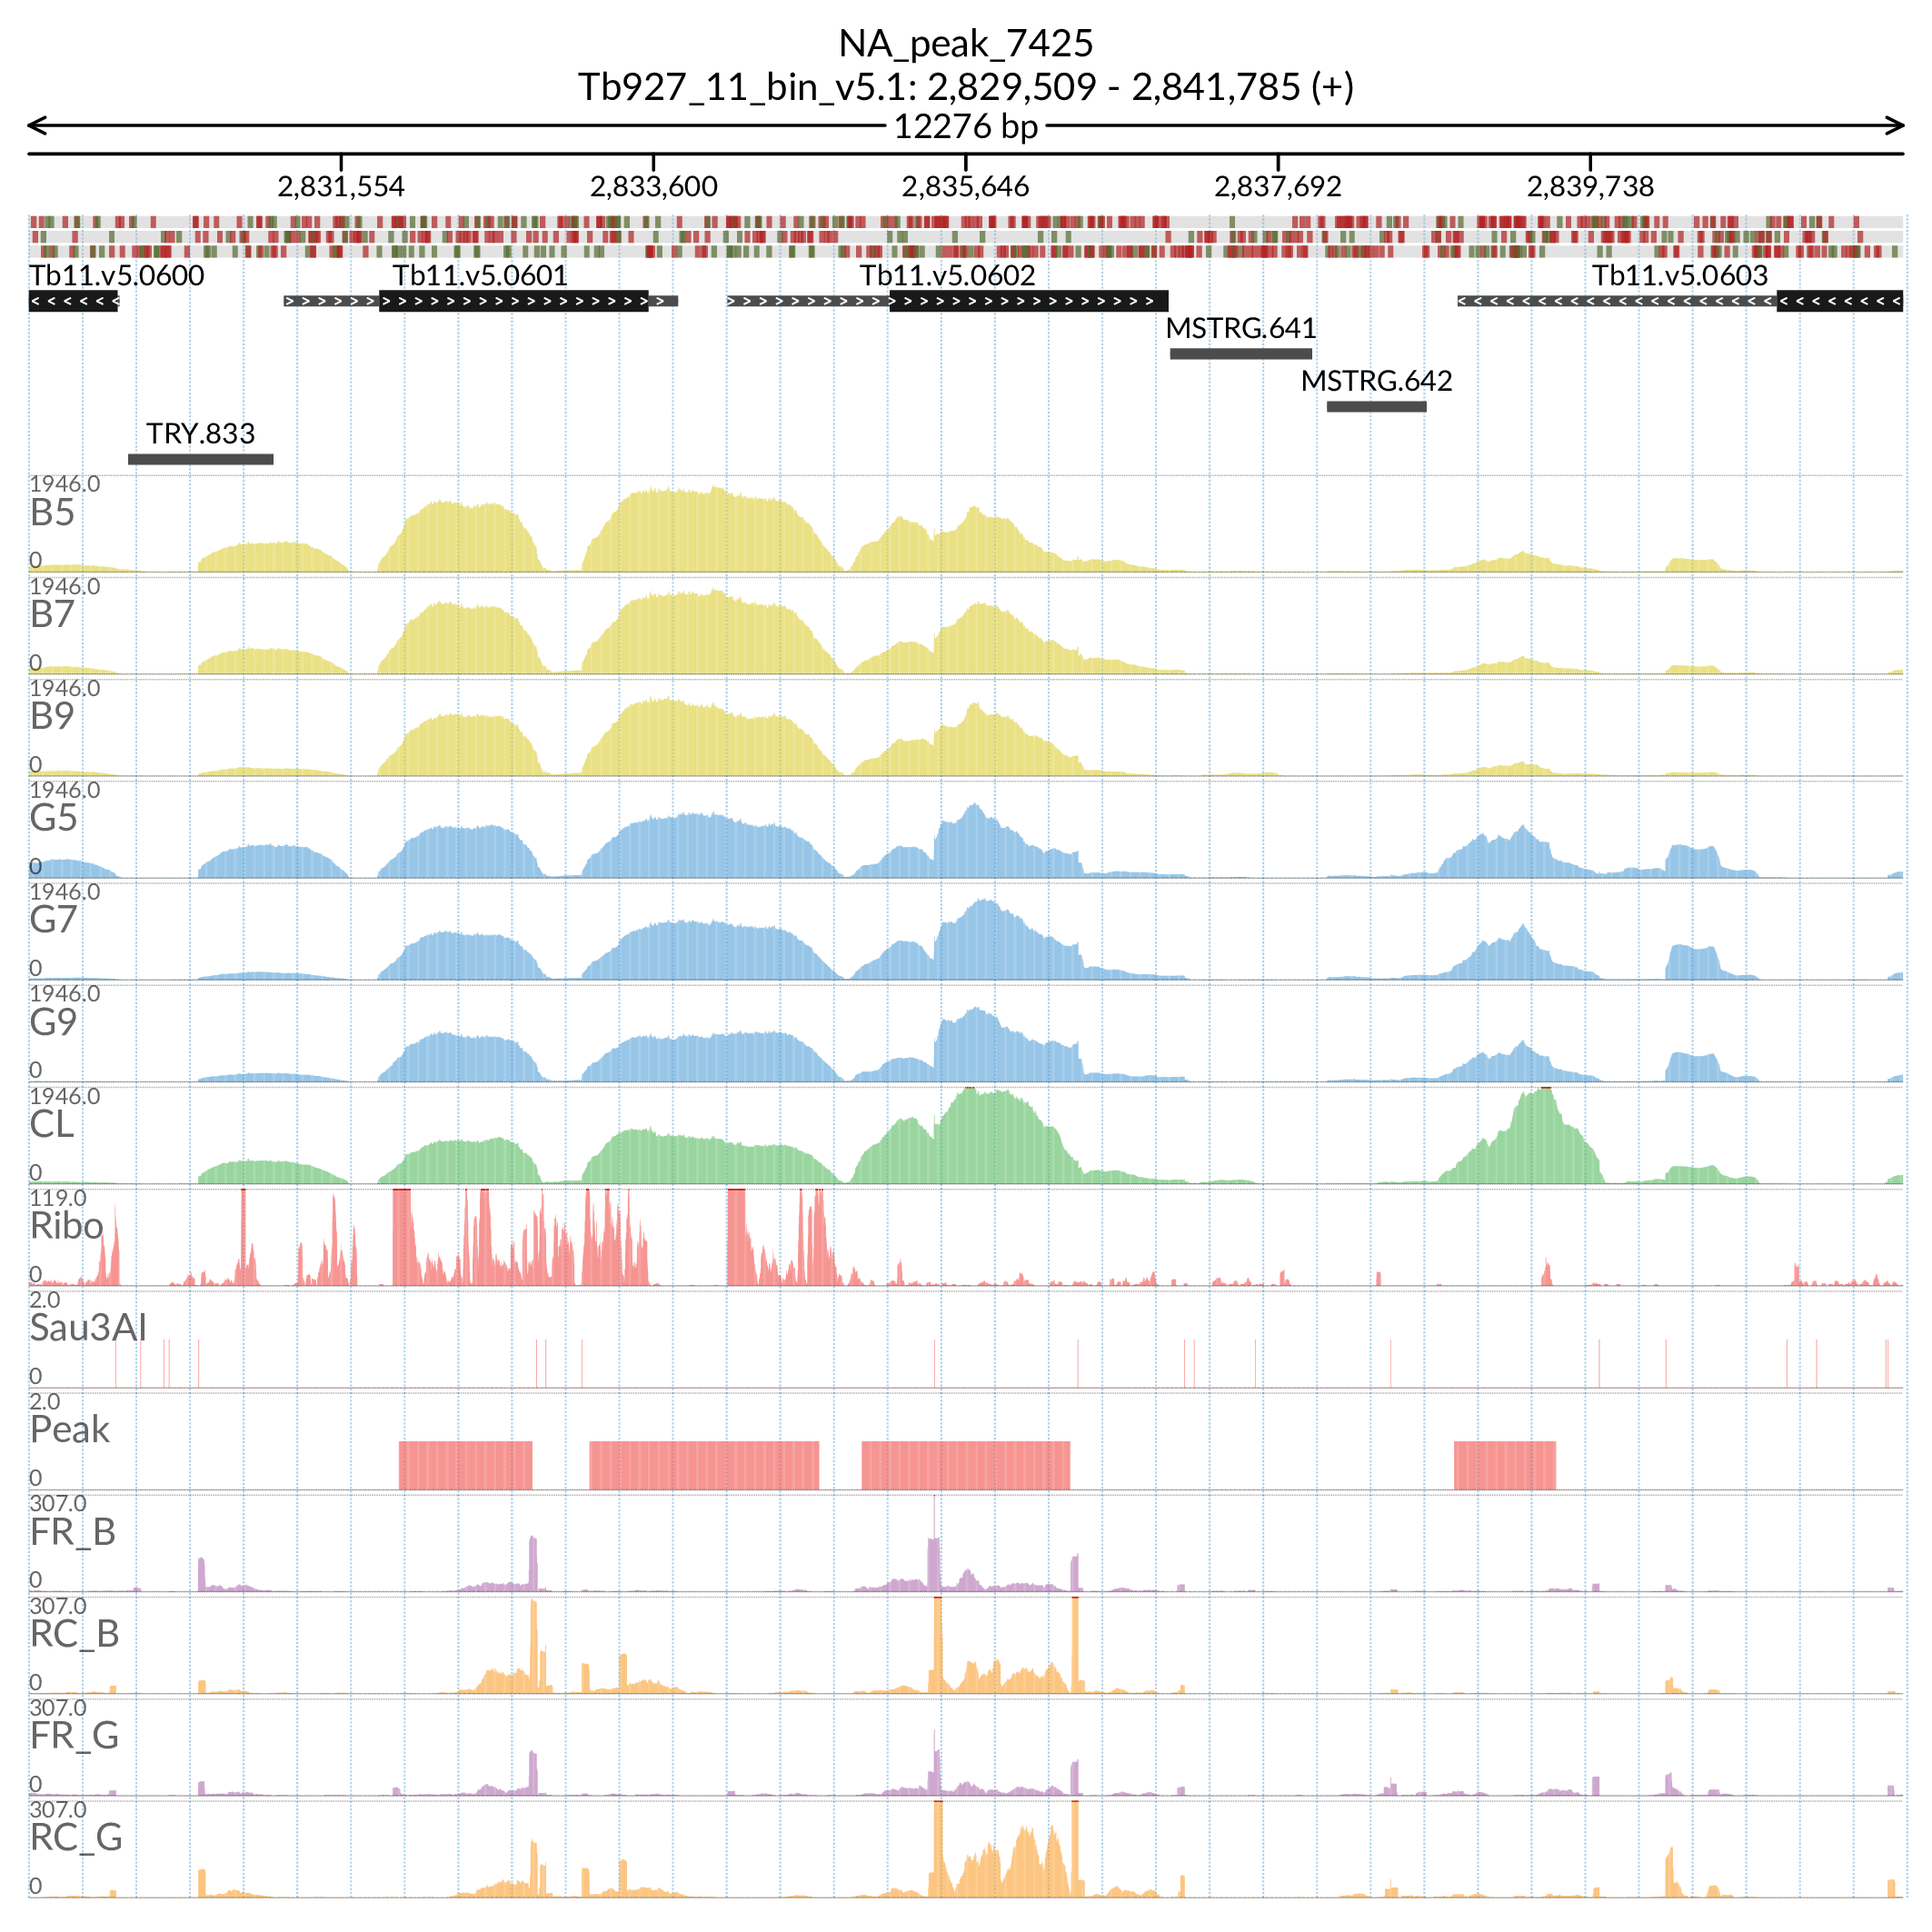 NA_peak_7425
Tb927_11_bin_v5.1: 2,829,509 - 2,841,785 (+)
12276 bp
2,831,554 2,833,600 2,835,646 2,837,692 2,839,738
Tb11.v5.0600 Tb11.v5.0601 Tb11.v5.0602 Tb11.v5.0603
MSTRG.641
MSTRG.642
TRY.833
1946.0
B5
0
1946.0
B7
0
1946.0
B9
0
1946.0
G5
0
1946.0
G7
0
1946.0
G9
0
1946.0
CL
0
119.0
Ribo
0
2.0
Sau3AI
0
2.0
Peak
0
307.0
FR_B
0
307.0
RC_B
0
307.0
FR_G
0
307.0
RC_G
0